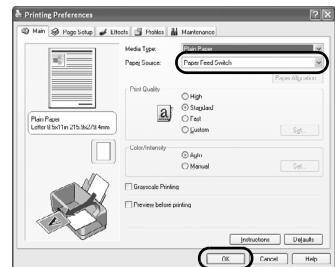 Printing Preferences
Main Page Setup Effects Profiles Maintenance
Media Type: Plain Paper
Paper Source: Paper Feed Switch
Paper Allocation...
Print Quality
High
Standard
Fast
Custom Set...
Plain Paper
Letter 8.5x11in 215.9x279.4mm
Color/Intensity
Auto
Manual Set...
Grayscale Printing
Preview before printing
Instructions Defaults
OK Cancel Help